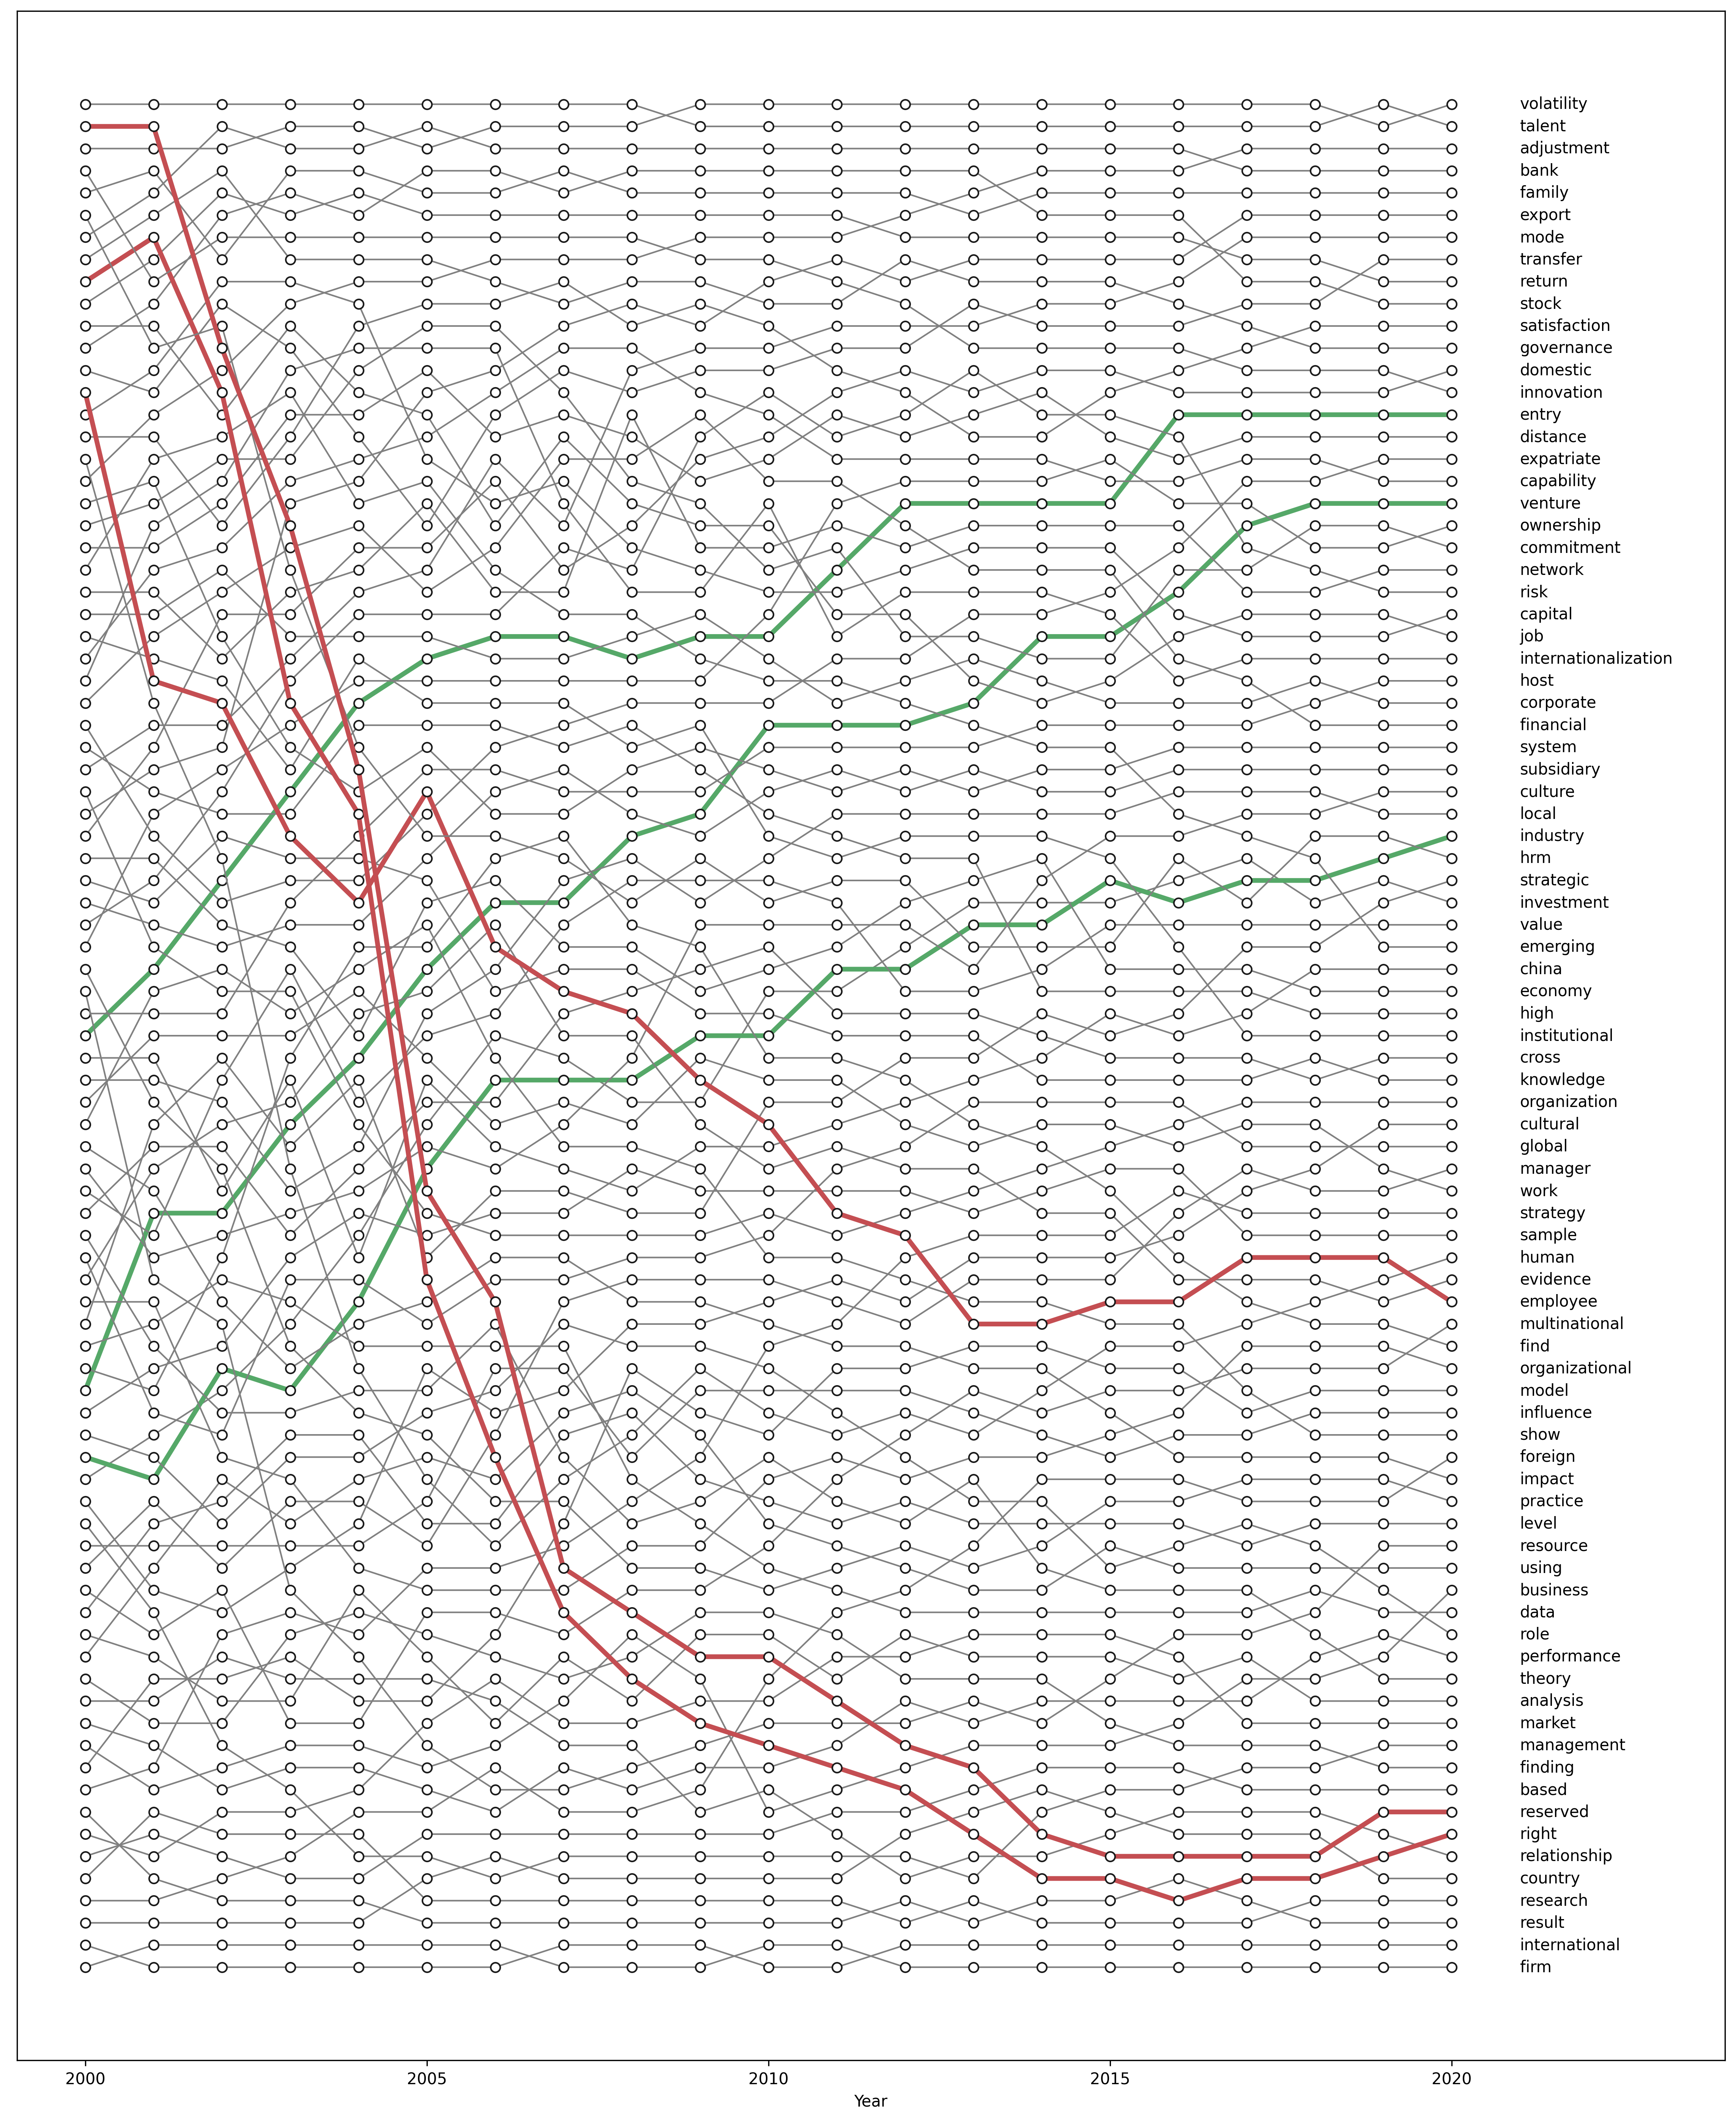 volatility
talent
adjustment
bank
family
export
mode
transfer
return
stock
satisfaction
governance
domestic
innovation
entry
distance
expatriate
capability
venture
ownership
commitment
network
risk
capital
job
internationalization
host
corporate
financial
system
subsidiary
culture
local
industry
hrm
strategic
investment
value
emerging
china
economy
high
institutional
cross
knowledge
organization
cultural
global
manager
work
strategy
sample
human
evidence
employee
multinational
find
organizational
model
influence
show
foreign
impact
practice
level
resource
using
business
data
role
performance
theory
analysis
market
management
finding
based
reserved
right
relationship
country
research
result
international
firm
2000 2005 2010 2015 2020
Year